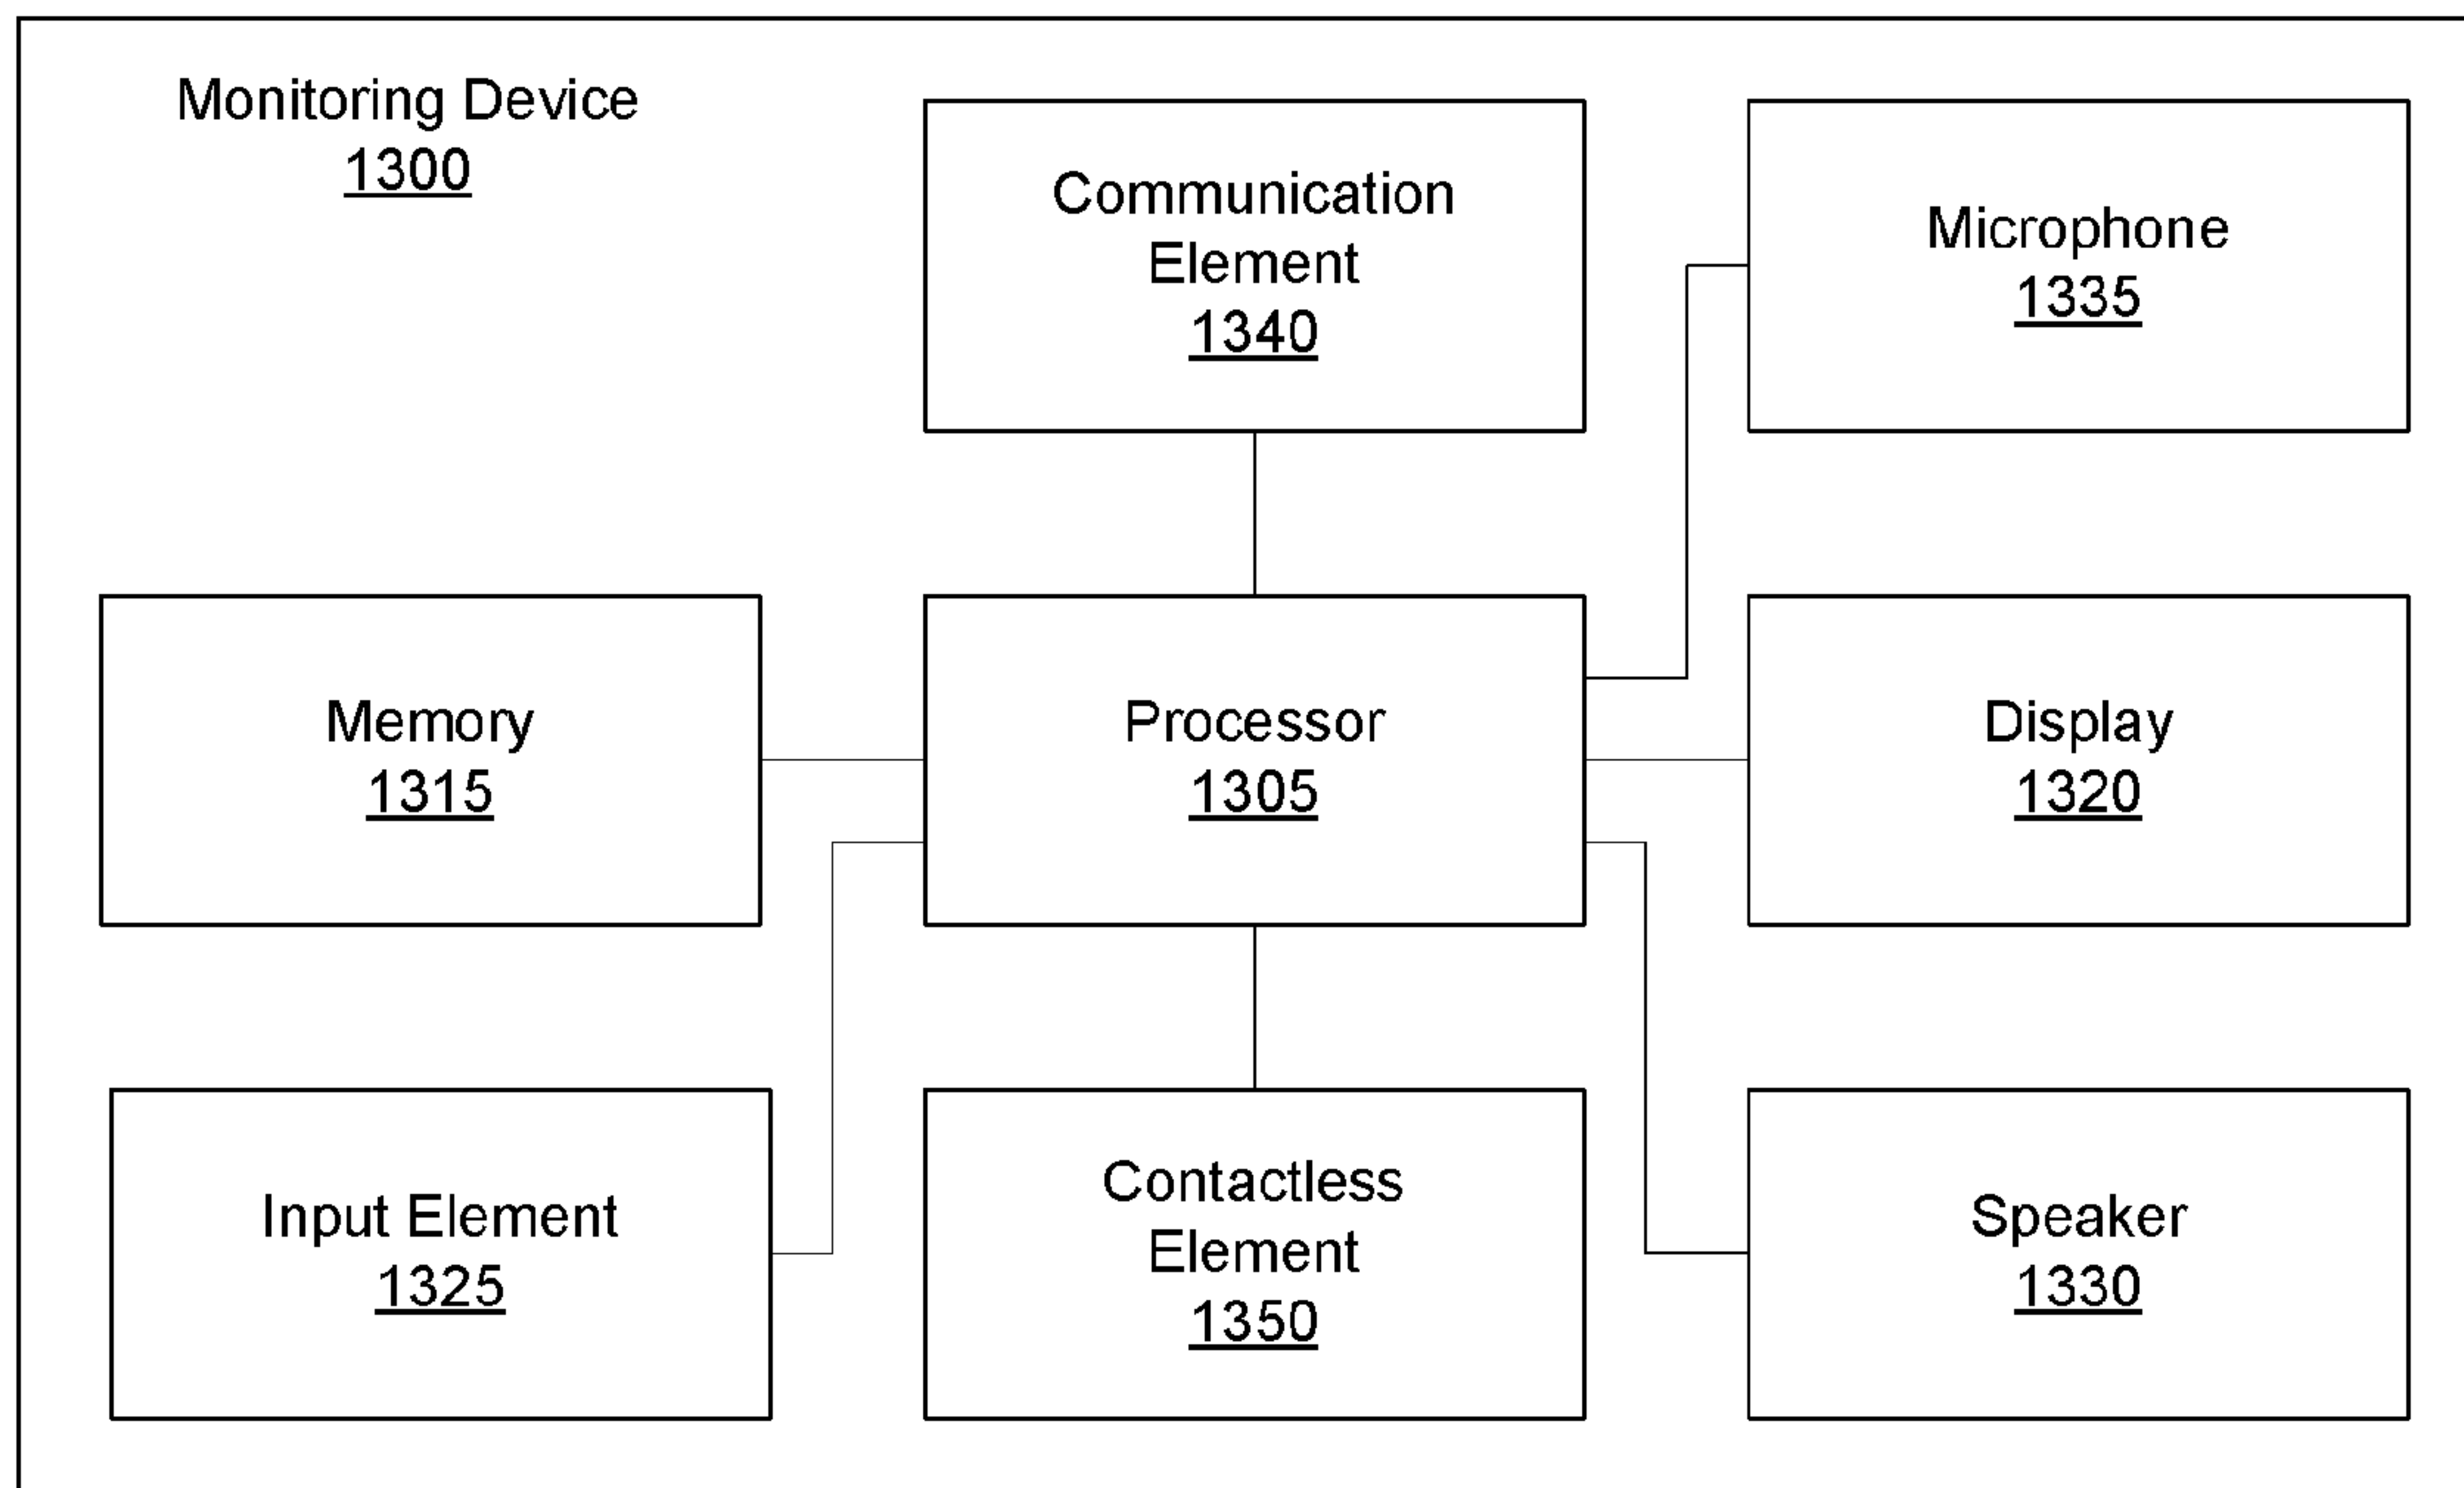 Monitoring Device
1300
Communication
Element
1340
Microphone
1335
Memory
1315
Processor
1305
Display
1320
Input Element
1325
Contactless
Element
1350
Speaker
1330